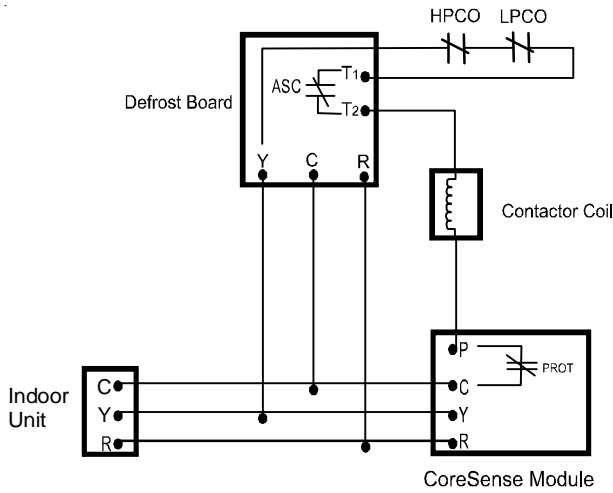 HPCO LPCO
Defrost Board
ASC
T1
T2
Y C R
Contactor Coil
Indoor
Unit
C
Y
R
P
PROT
C
Y
R
CoreSense Module